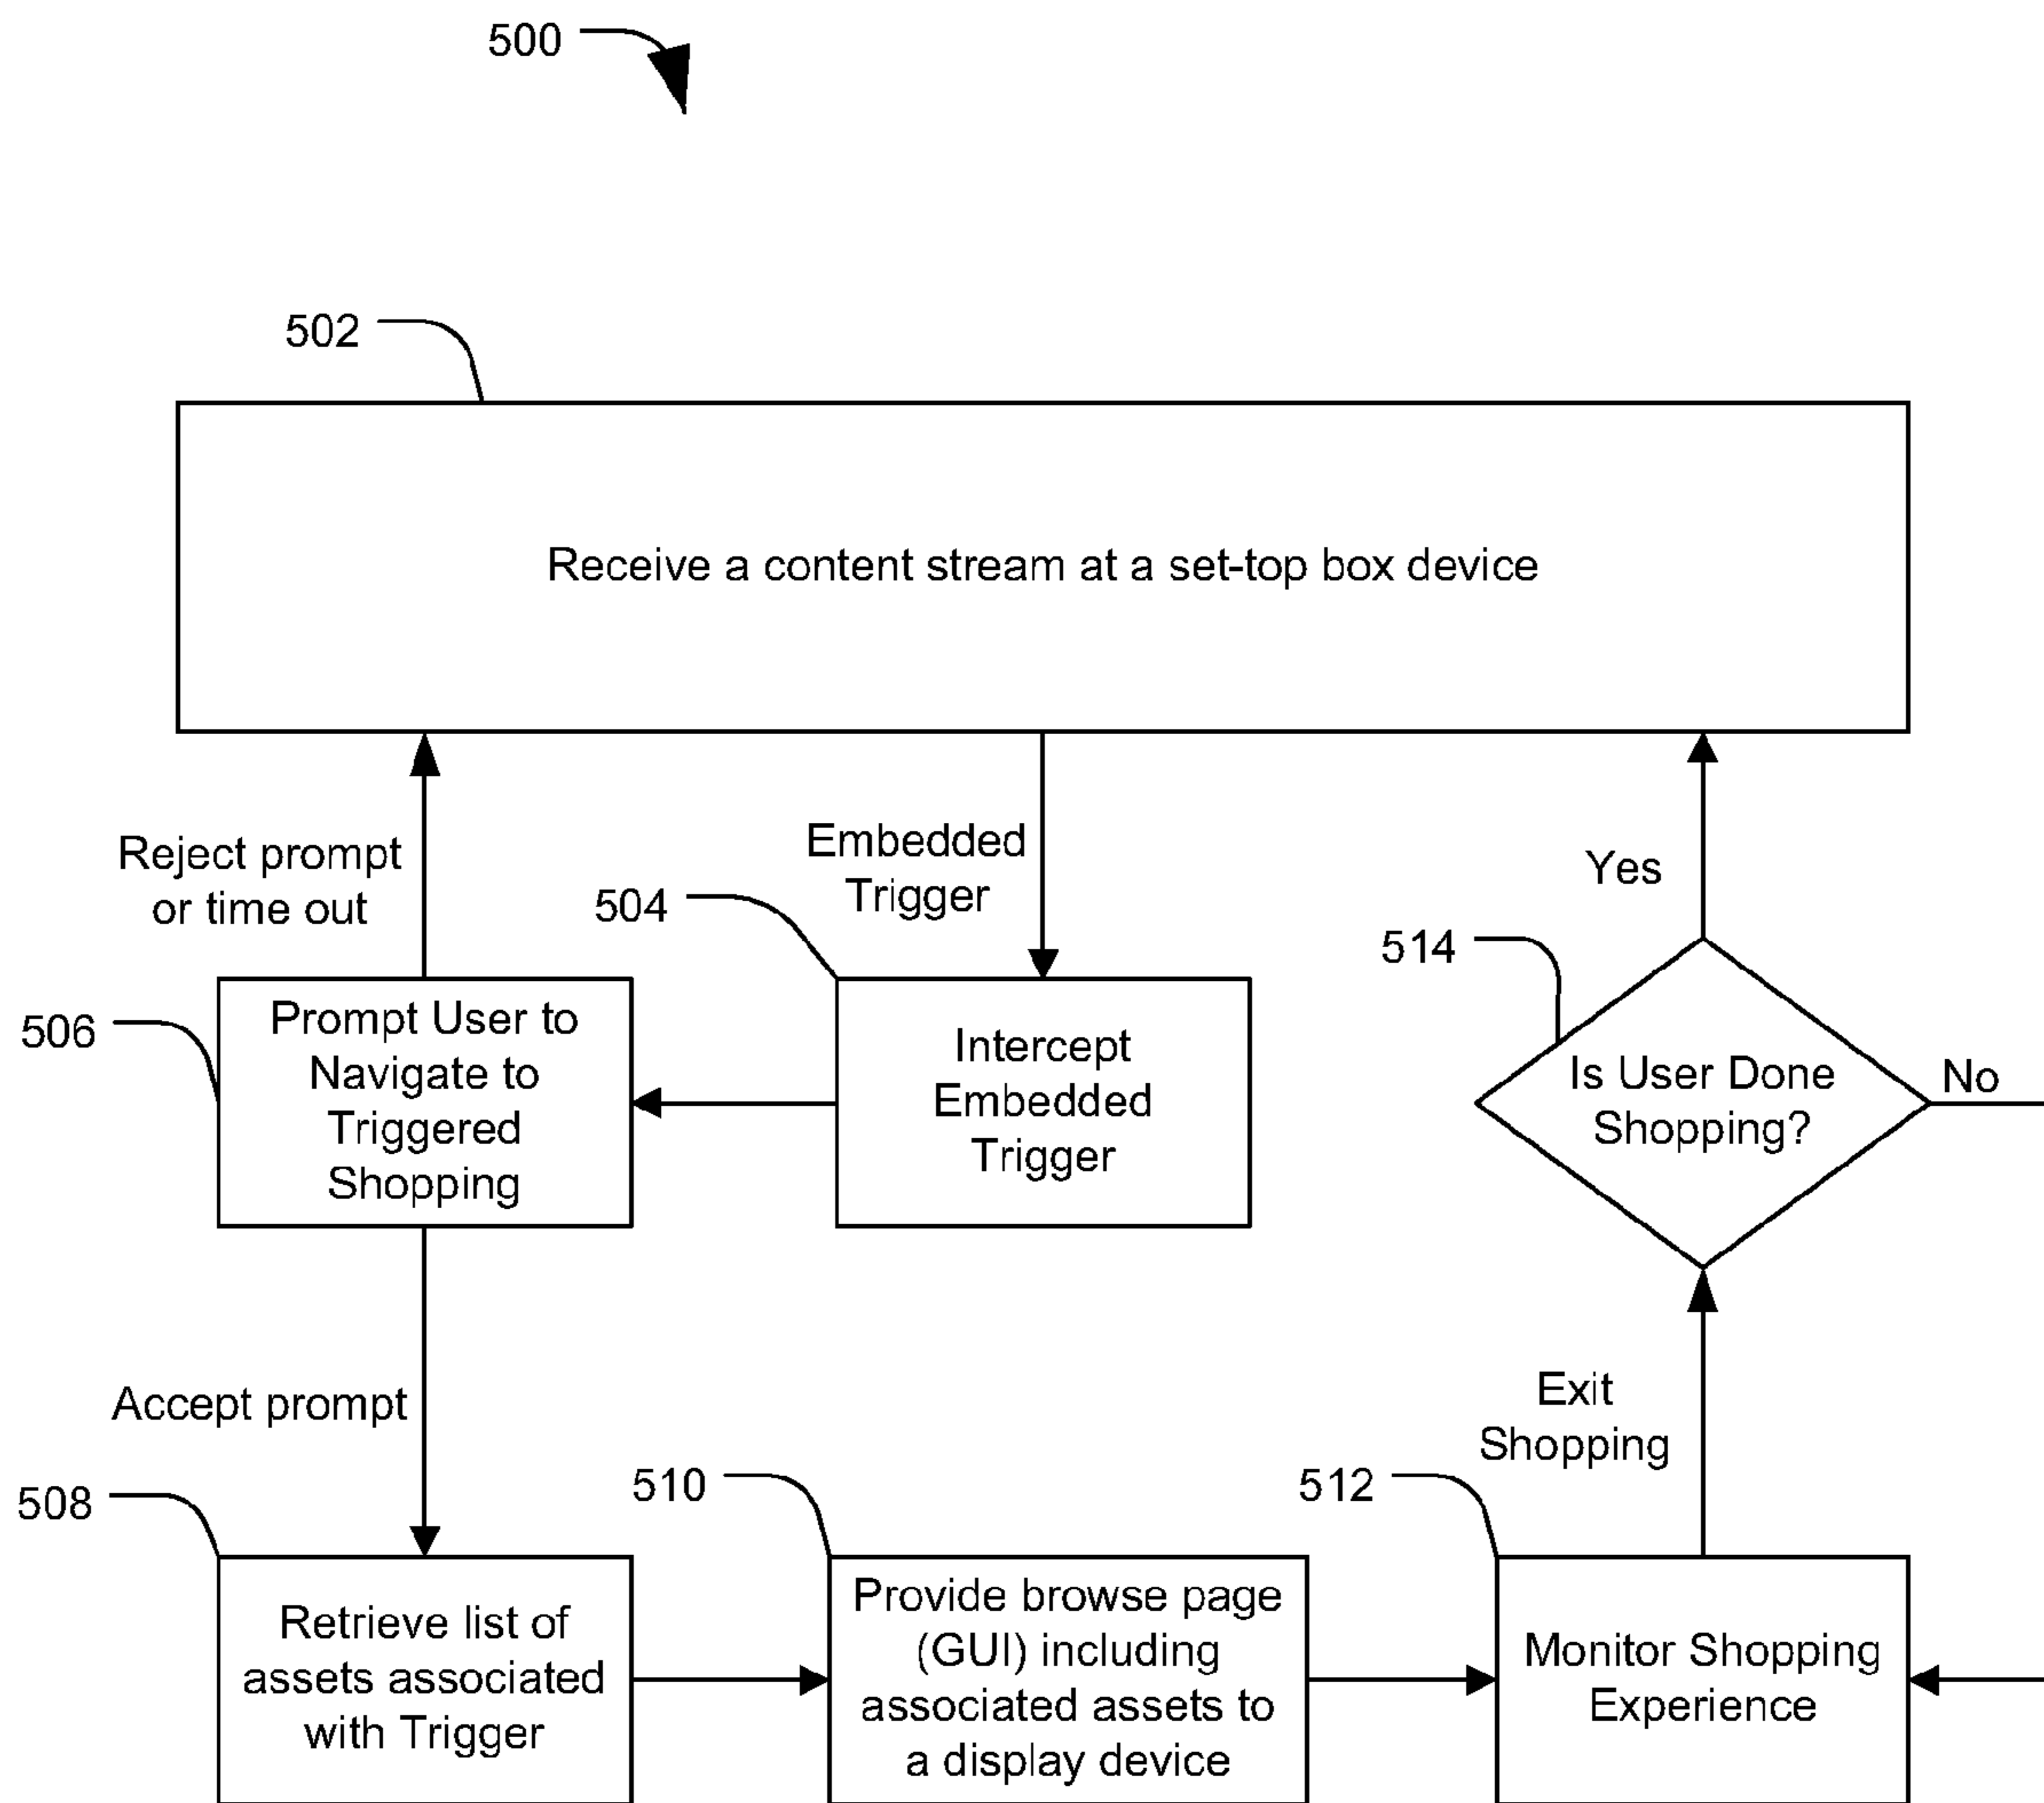 500
502
Receive a content stream at a set-top box device
Reject prompt
or time out
Embedded
Trigger
Yes
504
514
506
Prompt User to
Navigate to
Triggered
Shopping
Intercept
Embedded
Trigger
Is User Done
Shopping?
No
Accept prompt
Exit
Shopping
508
510
512
Retrieve list of
assets associated
with Trigger
Provide browse page
(GUI) including
associated assets to
a display device
Monitor Shopping
Experience